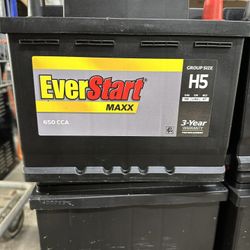 EverStart
MAXX
650 CCA
GROUP SIZE
H5
3-Year
WARRANTY